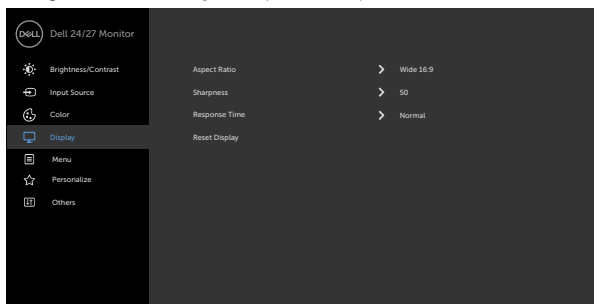 DELL Dell 24/27 Monitor
Brightness/Contrast
Input Source
Color
Display
Menu
Personalize
Others
Aspect Ratio Wide 16:9
Sharpness 50
Response Time Normal
Reset Display